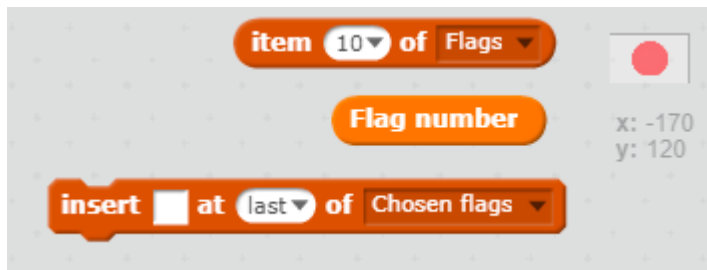 item 10 of Flags
Flag number
x: -170
y: 120
insert at last of Chosen flags